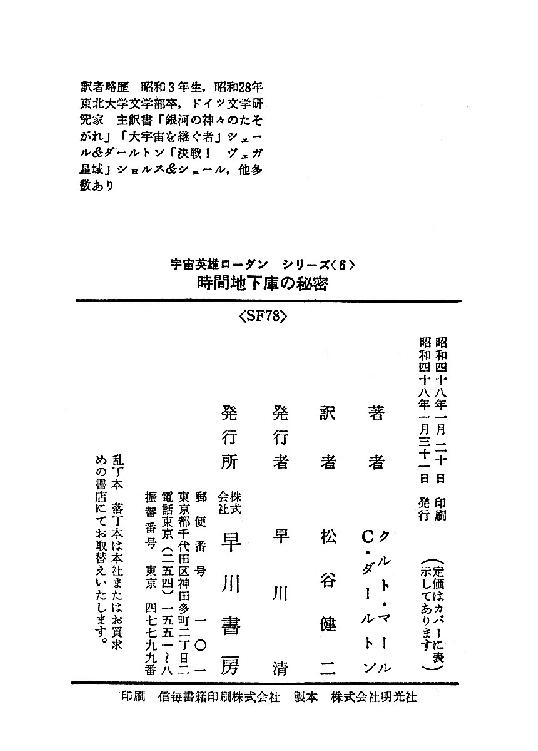 訳者略歴　昭和3年生，昭和28年
東北大学文学部卒，ドイツ文学研
究家　主訳書「銀河の神々のたそ
がれ」「大宇宙を継ぐ者」シェー
ル&ダールトン「決戦！　ヴェガ
星域」ショルス&シェール，他多
数あり
宇宙英雄ローダン　シリーズ〈6〉
時間地下庫の秘密
〈SF78〉
昭和四十八年一月二十日　印刷
昭和四十八年一月三十一日　発行
（定価はカバーに表
示してあります）
著者　クルト・マール
C・ダールトン
訳者　松谷健二
発行者　早川清
発行所　株式会社　早川書房
郵便番号　一〇一
東京都千代田区神田多町二丁目二
電話東京（二五四）一五五一〜八
振替番号　東京　四七七九九番
乱丁本・落丁本は本社またはお買求
めの書店にてお取替えいたします。
印刷　信毎書籍印刷株式会社　製本　株式会社明光社